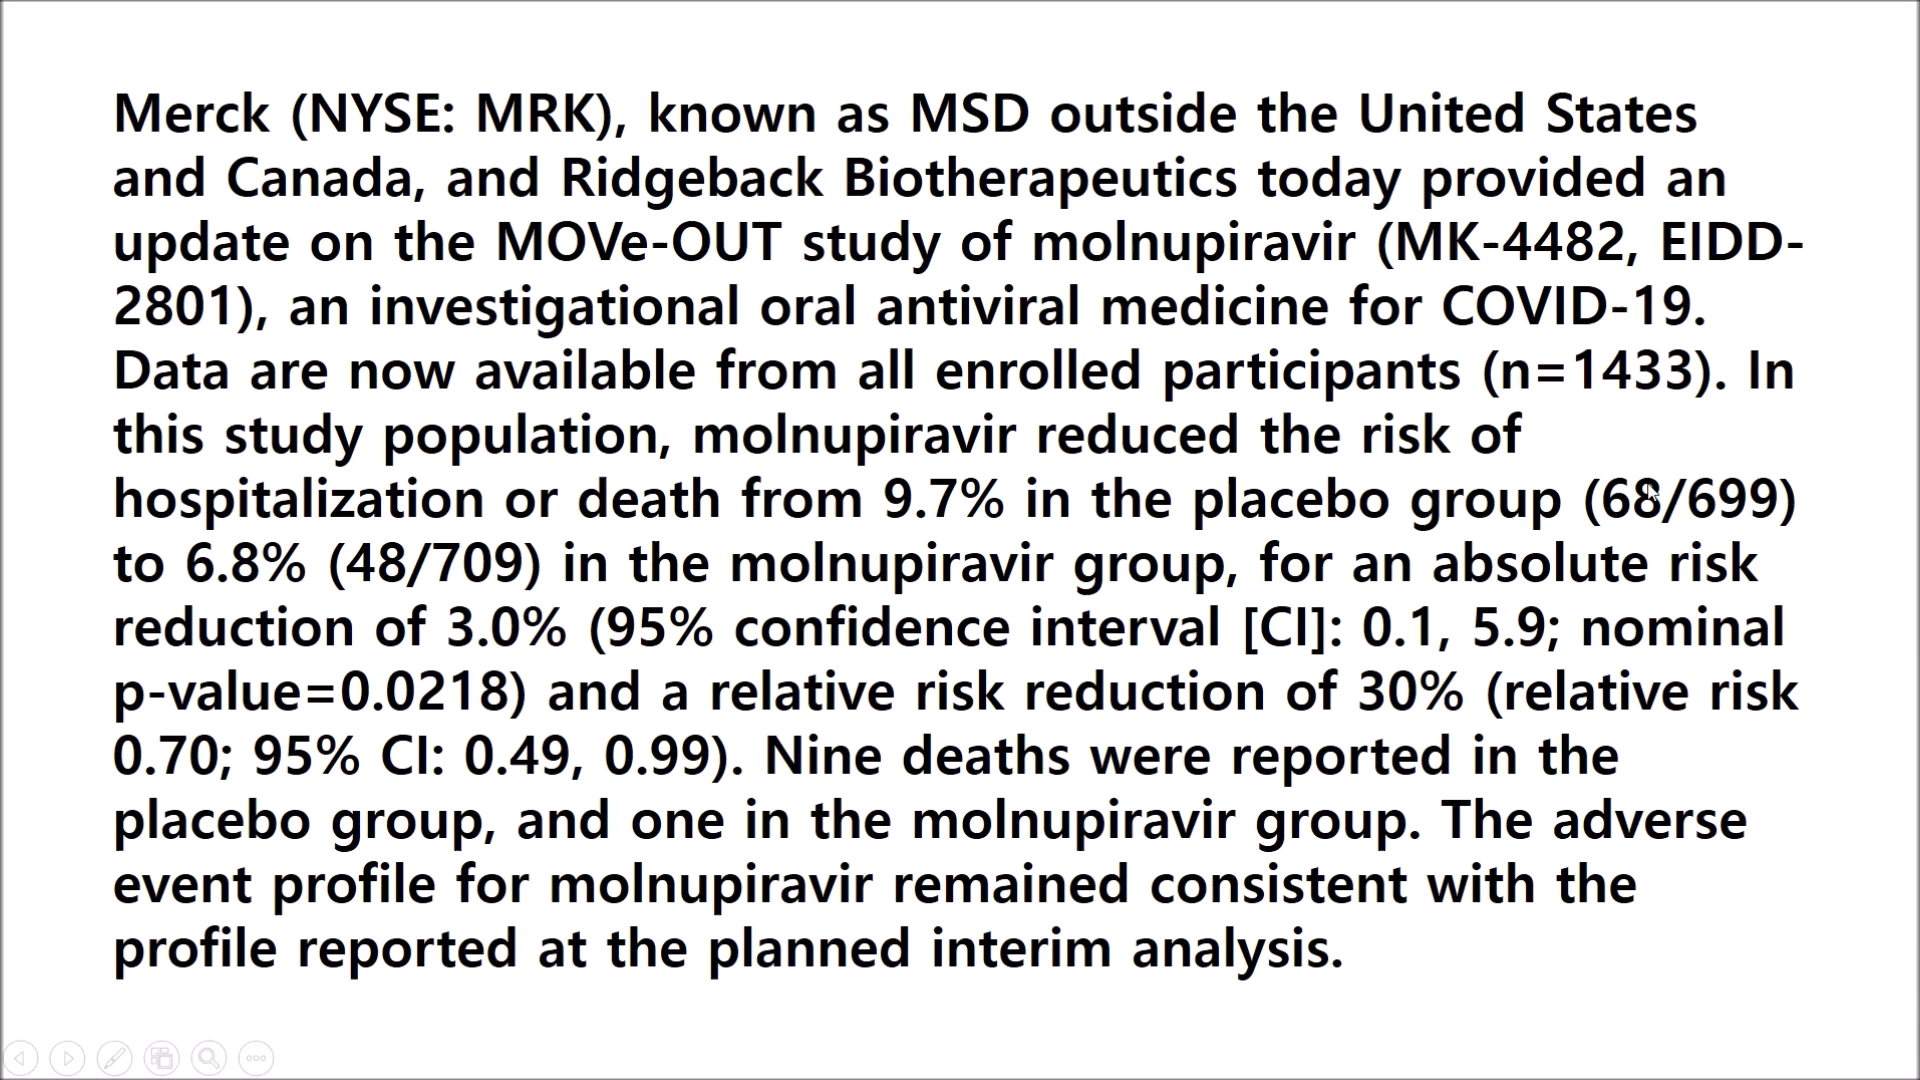 Merck (NYSE: MRK), known as MSD outside the United States
and Canada, and Ridgeback Biotherapeutics today provided an
update on the MOVe-OUT study of molnupiravir (MK-4482, EIDD-
2801), an investigational oral antiviral medicine for COVID-19.
Data are now available from all enrolled participants (n=1433). In
this study population, molnupiravir reduced the risk of
hospitalization or death from 9.7% in the placebo group (68/699)
to 6.8% (48/709) in the molnupiravir group, for an absolute risk
reduction of 3.0% (95% confidence interval [CI]: 0.1, 5.9; nominal
p-value=0.0218) and a relative risk reduction of 30% (relative risk
0.70; 95% CI: 0.49, 0.99). Nine deaths were reported in the
placebo group, and one in the molnupiravir group. The adverse
event profile for molnupiravir remained consistent with the
profile reported at the planned interim analysis.